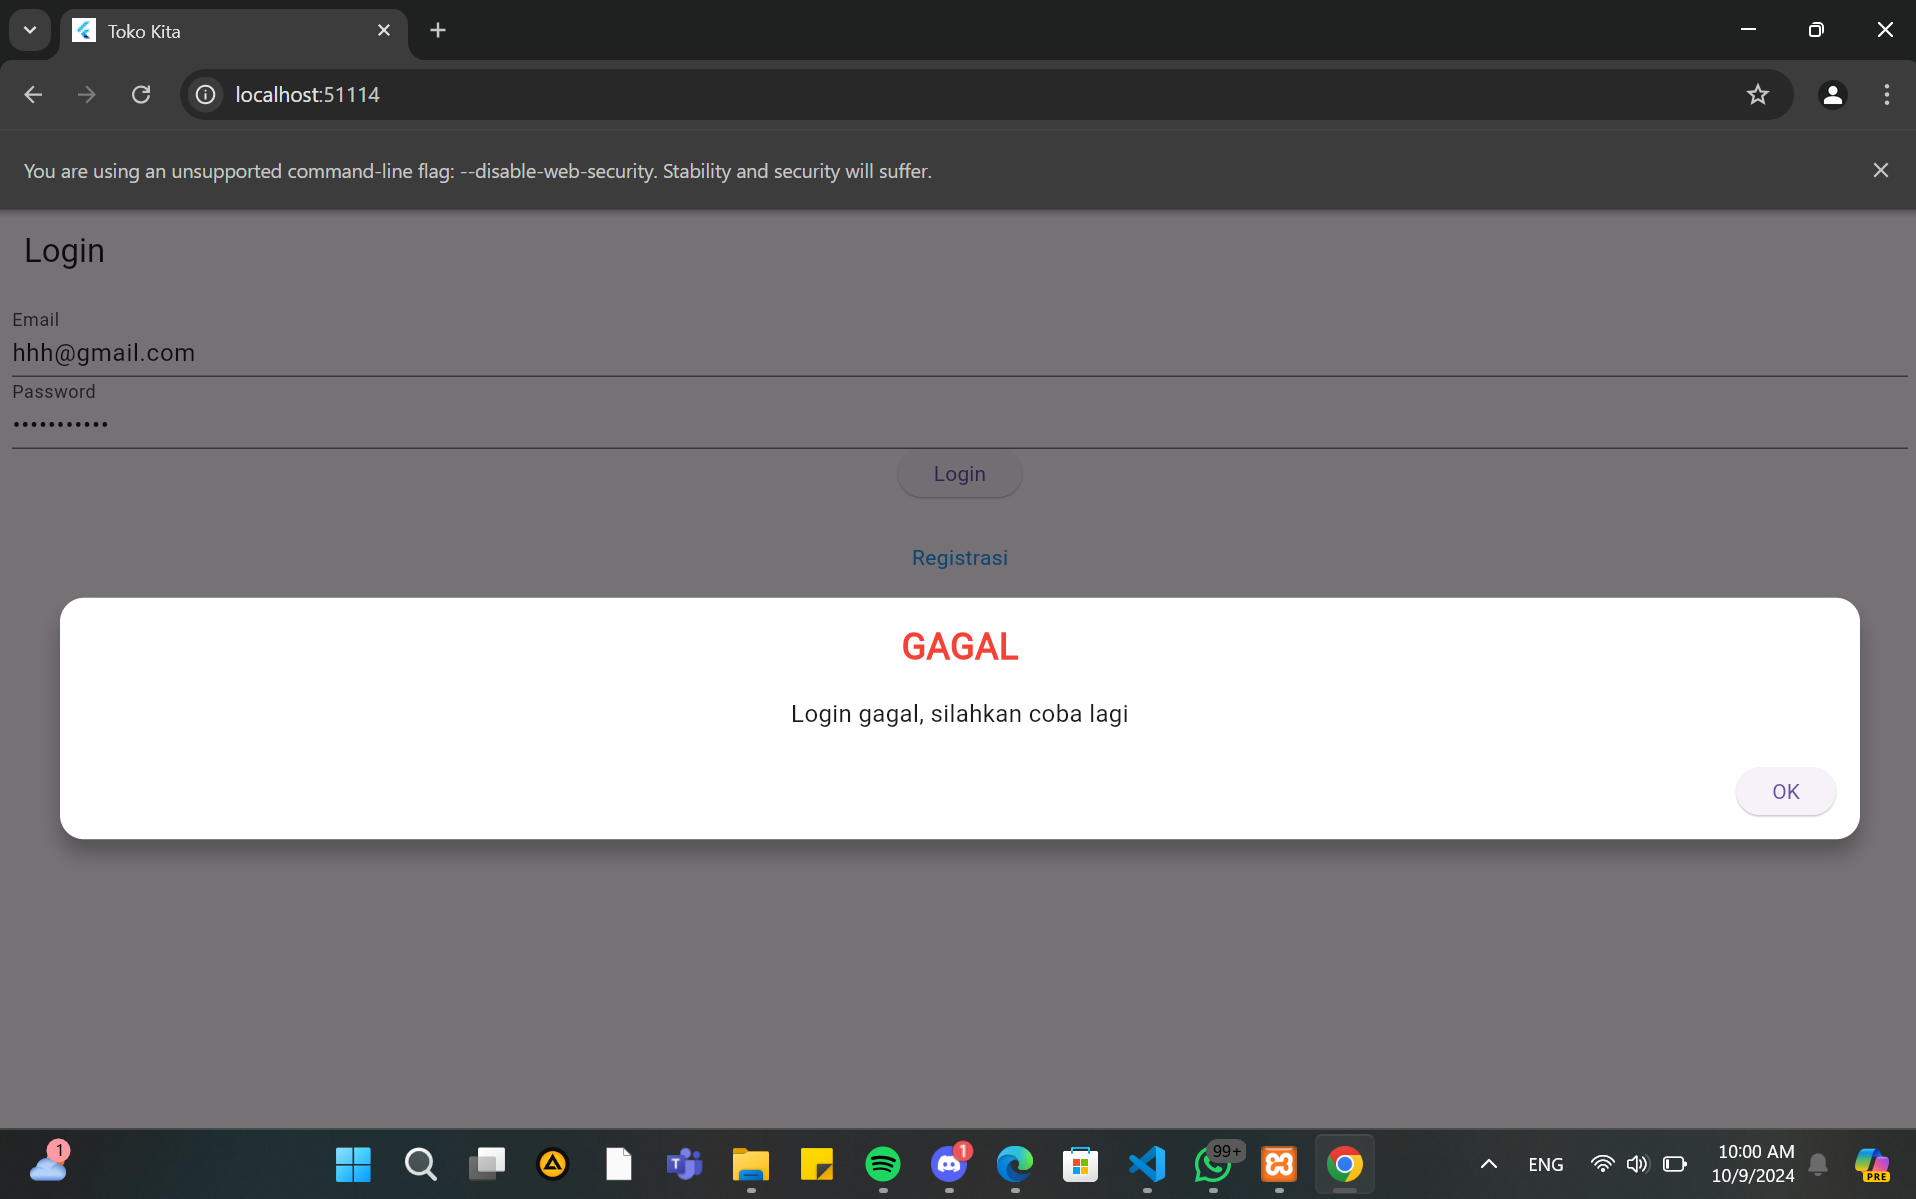 Toko Kita
localhost:51114
You are using an unsupported command-line flag: --disable-web-security. Stability and security will suffer.
Login
Email
hhh@gmail.com
Password
•••••••••••
Login
Registrasi
GAGAL
Login gagal, silahkan coba lagi
OK
1
1
99+
ENG
10:00 AM
10/9/2024
PRE